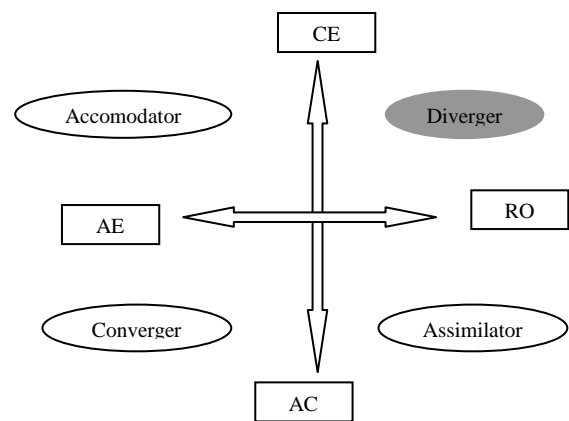 CE
Accomodator
Diverger
AE
RO
Converger
Assimilator
AC